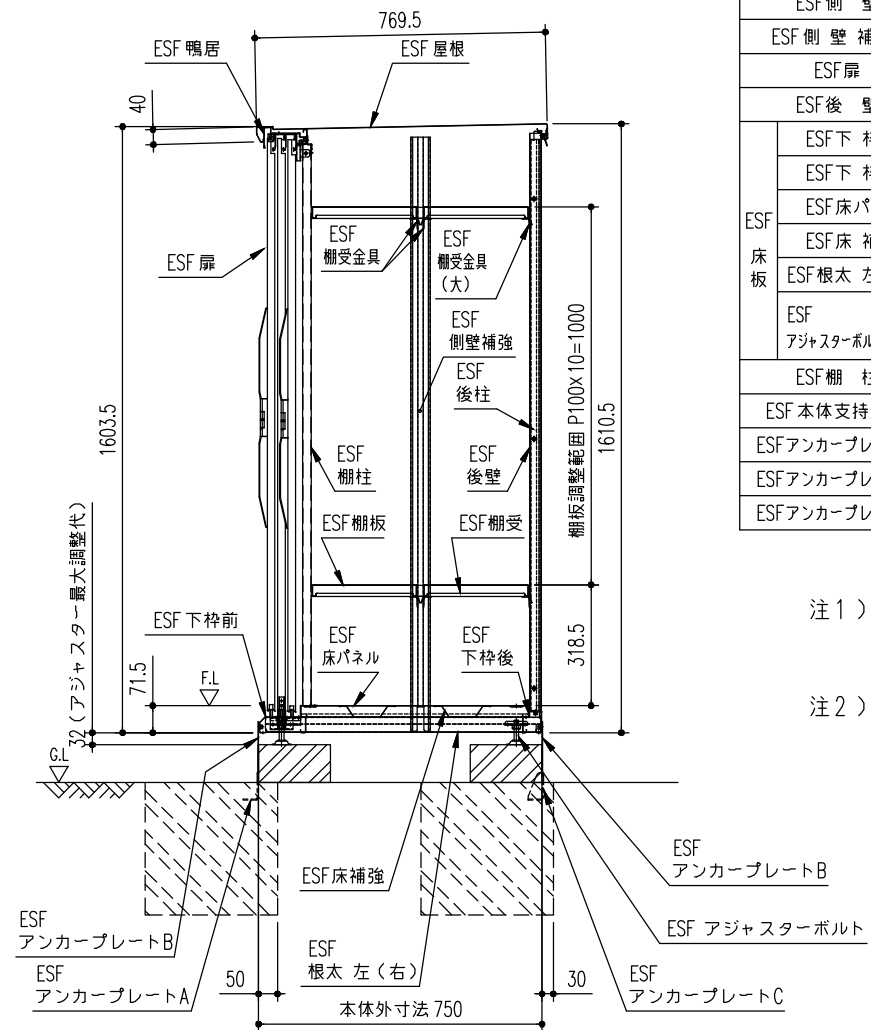 769.5
ESF 鴨居
ESF 屋根
40
ESF 扉
ESF
棚受金具
ESF
棚受金具
(大)
ESF
側壁補強
ESF
後柱
1603.5
ESF
棚柱
ESF
後壁
棚板調整範囲 P100×10=1000
1610.5
ESF棚板
ESF棚受
32(アジャスター最大調整代)
71.5
ESF 下枠前
F.L
ESF
床パネル
ESF
下枠後
318.5
G.L
ESF床補強
ESF
アンカープレートB
ESF
アンカープレートB
ESF アジャスターボルト
ESF
アンカープレートA
50
ESF
根太 左(右)
30
ESF
アンカープレートC
本体外寸法 750
ESF側 壁
ESF 側 壁 補
ESF扉
ESF後 壁
ESF
床
板
ESF下 枠
ESF下 枠
ESF床パ
ESF床 補
ESF根太 左
ESF
アジャスターボル
ESF棚 柱
ESF 本体支持
ESFアンカープレ
ESFアンカープレ
ESFアンカープレ
注1)
注2)